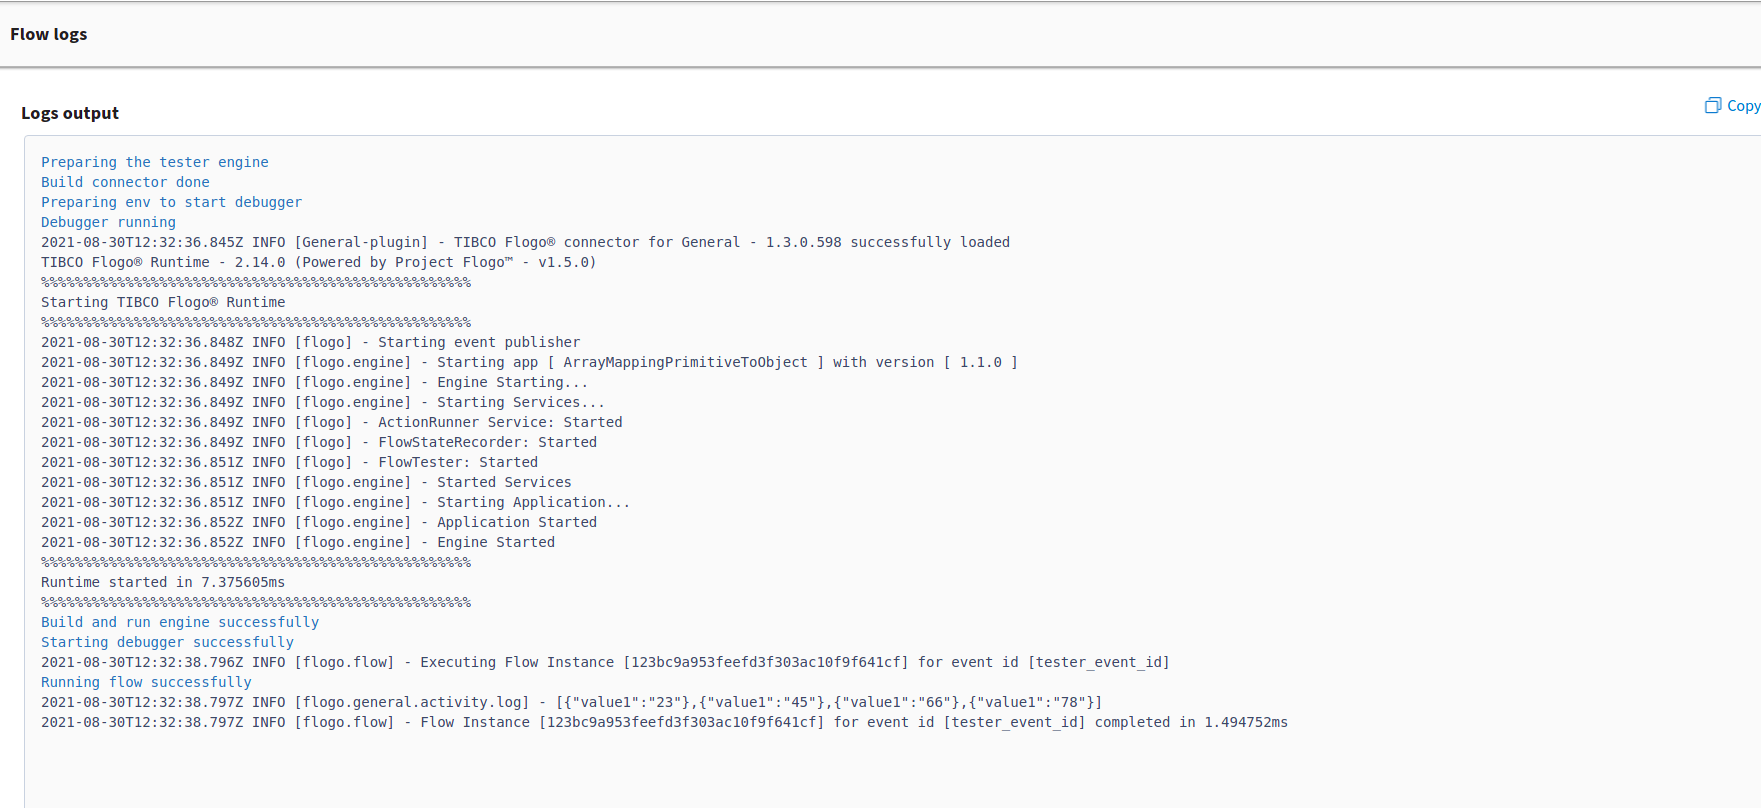 Flow logs
Logs output
Copy
Preparing the tester engine
Build connector done
Preparing env to start debugger
Debugger running
2021-08-30T12:32:36.845Z INFO [General-plugin] - TIBCO Flogo® connector for General - 1.3.0.598 successfully loaded
TIBCO Flogo® Runtime - 2.14.0 (Powered by Project Flogo™ - v1.5.0)
%%%%%%%%%%%%%%%%%%%%%%%%%%%%%%%%%%%%%%%%%%%%%%%%%%%
Starting TIBCO Flogo® Runtime
%%%%%%%%%%%%%%%%%%%%%%%%%%%%%%%%%%%%%%%%%%%%%%%%%%%
2021-08-30T12:32:36.848Z INFO [flogo] - Starting event publisher
2021-08-30T12:32:36.849Z INFO [flogo.engine] - Starting app [ ArrayMappingPrimitiveToObject ] with version [ 1.1.0 ]
2021-08-30T12:32:36.849Z INFO [flogo.engine] - Engine Starting...
2021-08-30T12:32:36.849Z INFO [flogo.engine] - Starting Services...
2021-08-30T12:32:36.849Z INFO [flogo] - ActionRunner Service: Started
2021-08-30T12:32:36.849Z INFO [flogo] - FlowStateRecorder: Started
2021-08-30T12:32:36.851Z INFO [flogo] - FlowTester: Started
2021-08-30T12:32:36.851Z INFO [flogo.engine] - Started Services
2021-08-30T12:32:36.851Z INFO [flogo.engine] - Starting Application...
2021-08-30T12:32:36.852Z INFO [flogo.engine] - Application Started
2021-08-30T12:32:36.852Z INFO [flogo.engine] - Engine Started
%%%%%%%%%%%%%%%%%%%%%%%%%%%%%%%%%%%%%%%%%%%%%%%%%%%
Runtime started in 7.375605ms
%%%%%%%%%%%%%%%%%%%%%%%%%%%%%%%%%%%%%%%%%%%%%%%%%%%
Build and run engine successfully
Starting debugger successfully
2021-08-30T12:32:38.796Z INFO [flogo.flow] - Executing Flow Instance [123bc9a953feefd3f303ac10f9f641cf] for event id [tester_event_id]
Running flow successfully
2021-08-30T12:32:38.797Z INFO [flogo.general.activity.log] - [{"value1":"23"},{"value1":"45"},{"value1":"66"},{"value1":"78"}]
2021-08-30T12:32:38.797Z INFO [flogo.flow] - Flow Instance [123bc9a953feefd3f303ac10f9f641cf] for event id [tester_event_id] completed in 1.494752ms